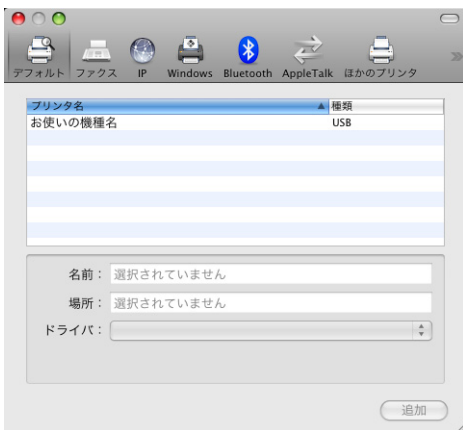 デフォルト ファクス IP Windows Bluetooth AppleTalk ほかのプリンタ
プリンタ名 種類
お使いの機種名 USB
名前： 選択されていません
場所： 選択されていません
ドライバ：
追加